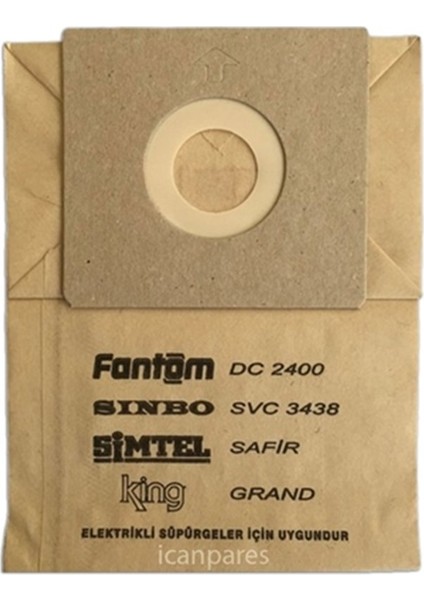 Fantom DC 2400
SINBO SVC 3438
SİMTEL SAFİR
king GRAND
ELEKTRİKLİ SÜPÜRGELER İÇİN UYGUNDUR
icanpares